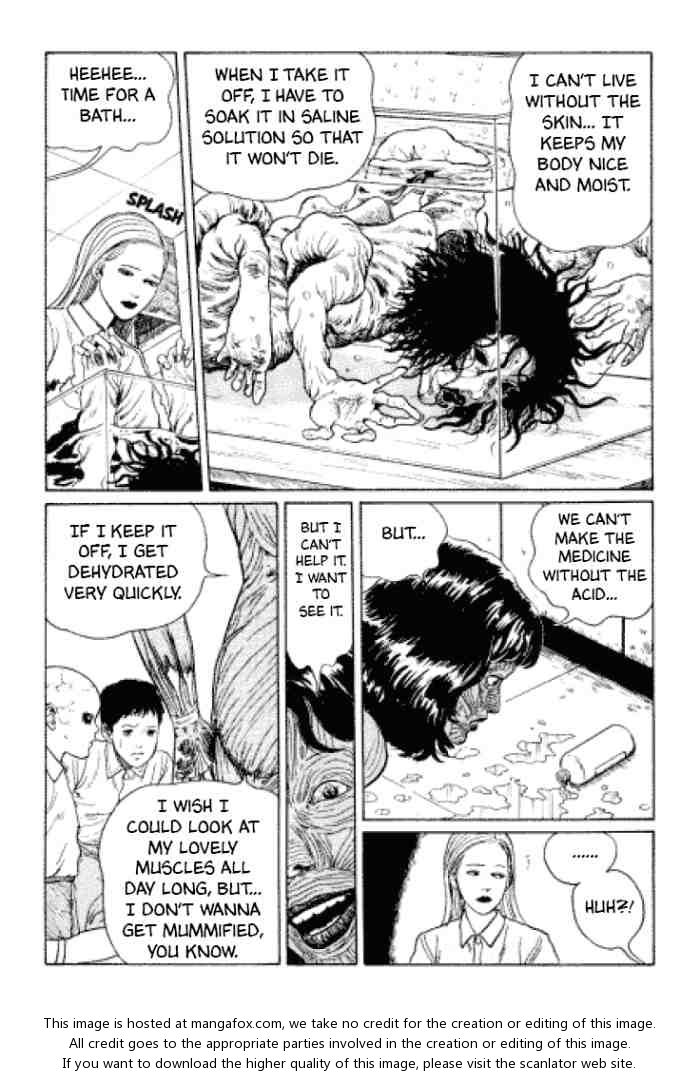 HEEHEE...
TIME FOR A
BATH...
SPLASH
WHEN I TAKE IT
OFF, I HAVE TO
SOAK IT IN SALINE
SOLUTION SO THAT
IT WON'T DIE.
I CAN'T LIVE
WITHOUT THE
SKIN... IT
KEEPS MY
BODY NICE
AND MOIST.
IF I KEEP IT
OFF, I GET
DEHYDRATED
VERY QUICKLY.
I WISH I
COULD LOOK AT
MY LOVELY
MUSCLES ALL
DAY LONG, BUT...
I DON'T WANNA
GET MUMMIFIED,
YOU KNOW.
BUT I
CAN'T
HELP IT.
I WANT
TO
SEE IT.
BUT...
WE CAN'T
MAKE THE
MEDICINE
WITHOUT THE
ACID...
......
HUH?!
This image is hosted at mangafox.com, we take no credit for the creation or editing of this image.
All credit goes to the appropriate parties involved in the creation or editing of this image.
If you want to download the higher quality of this image, please visit the scanlator web site.